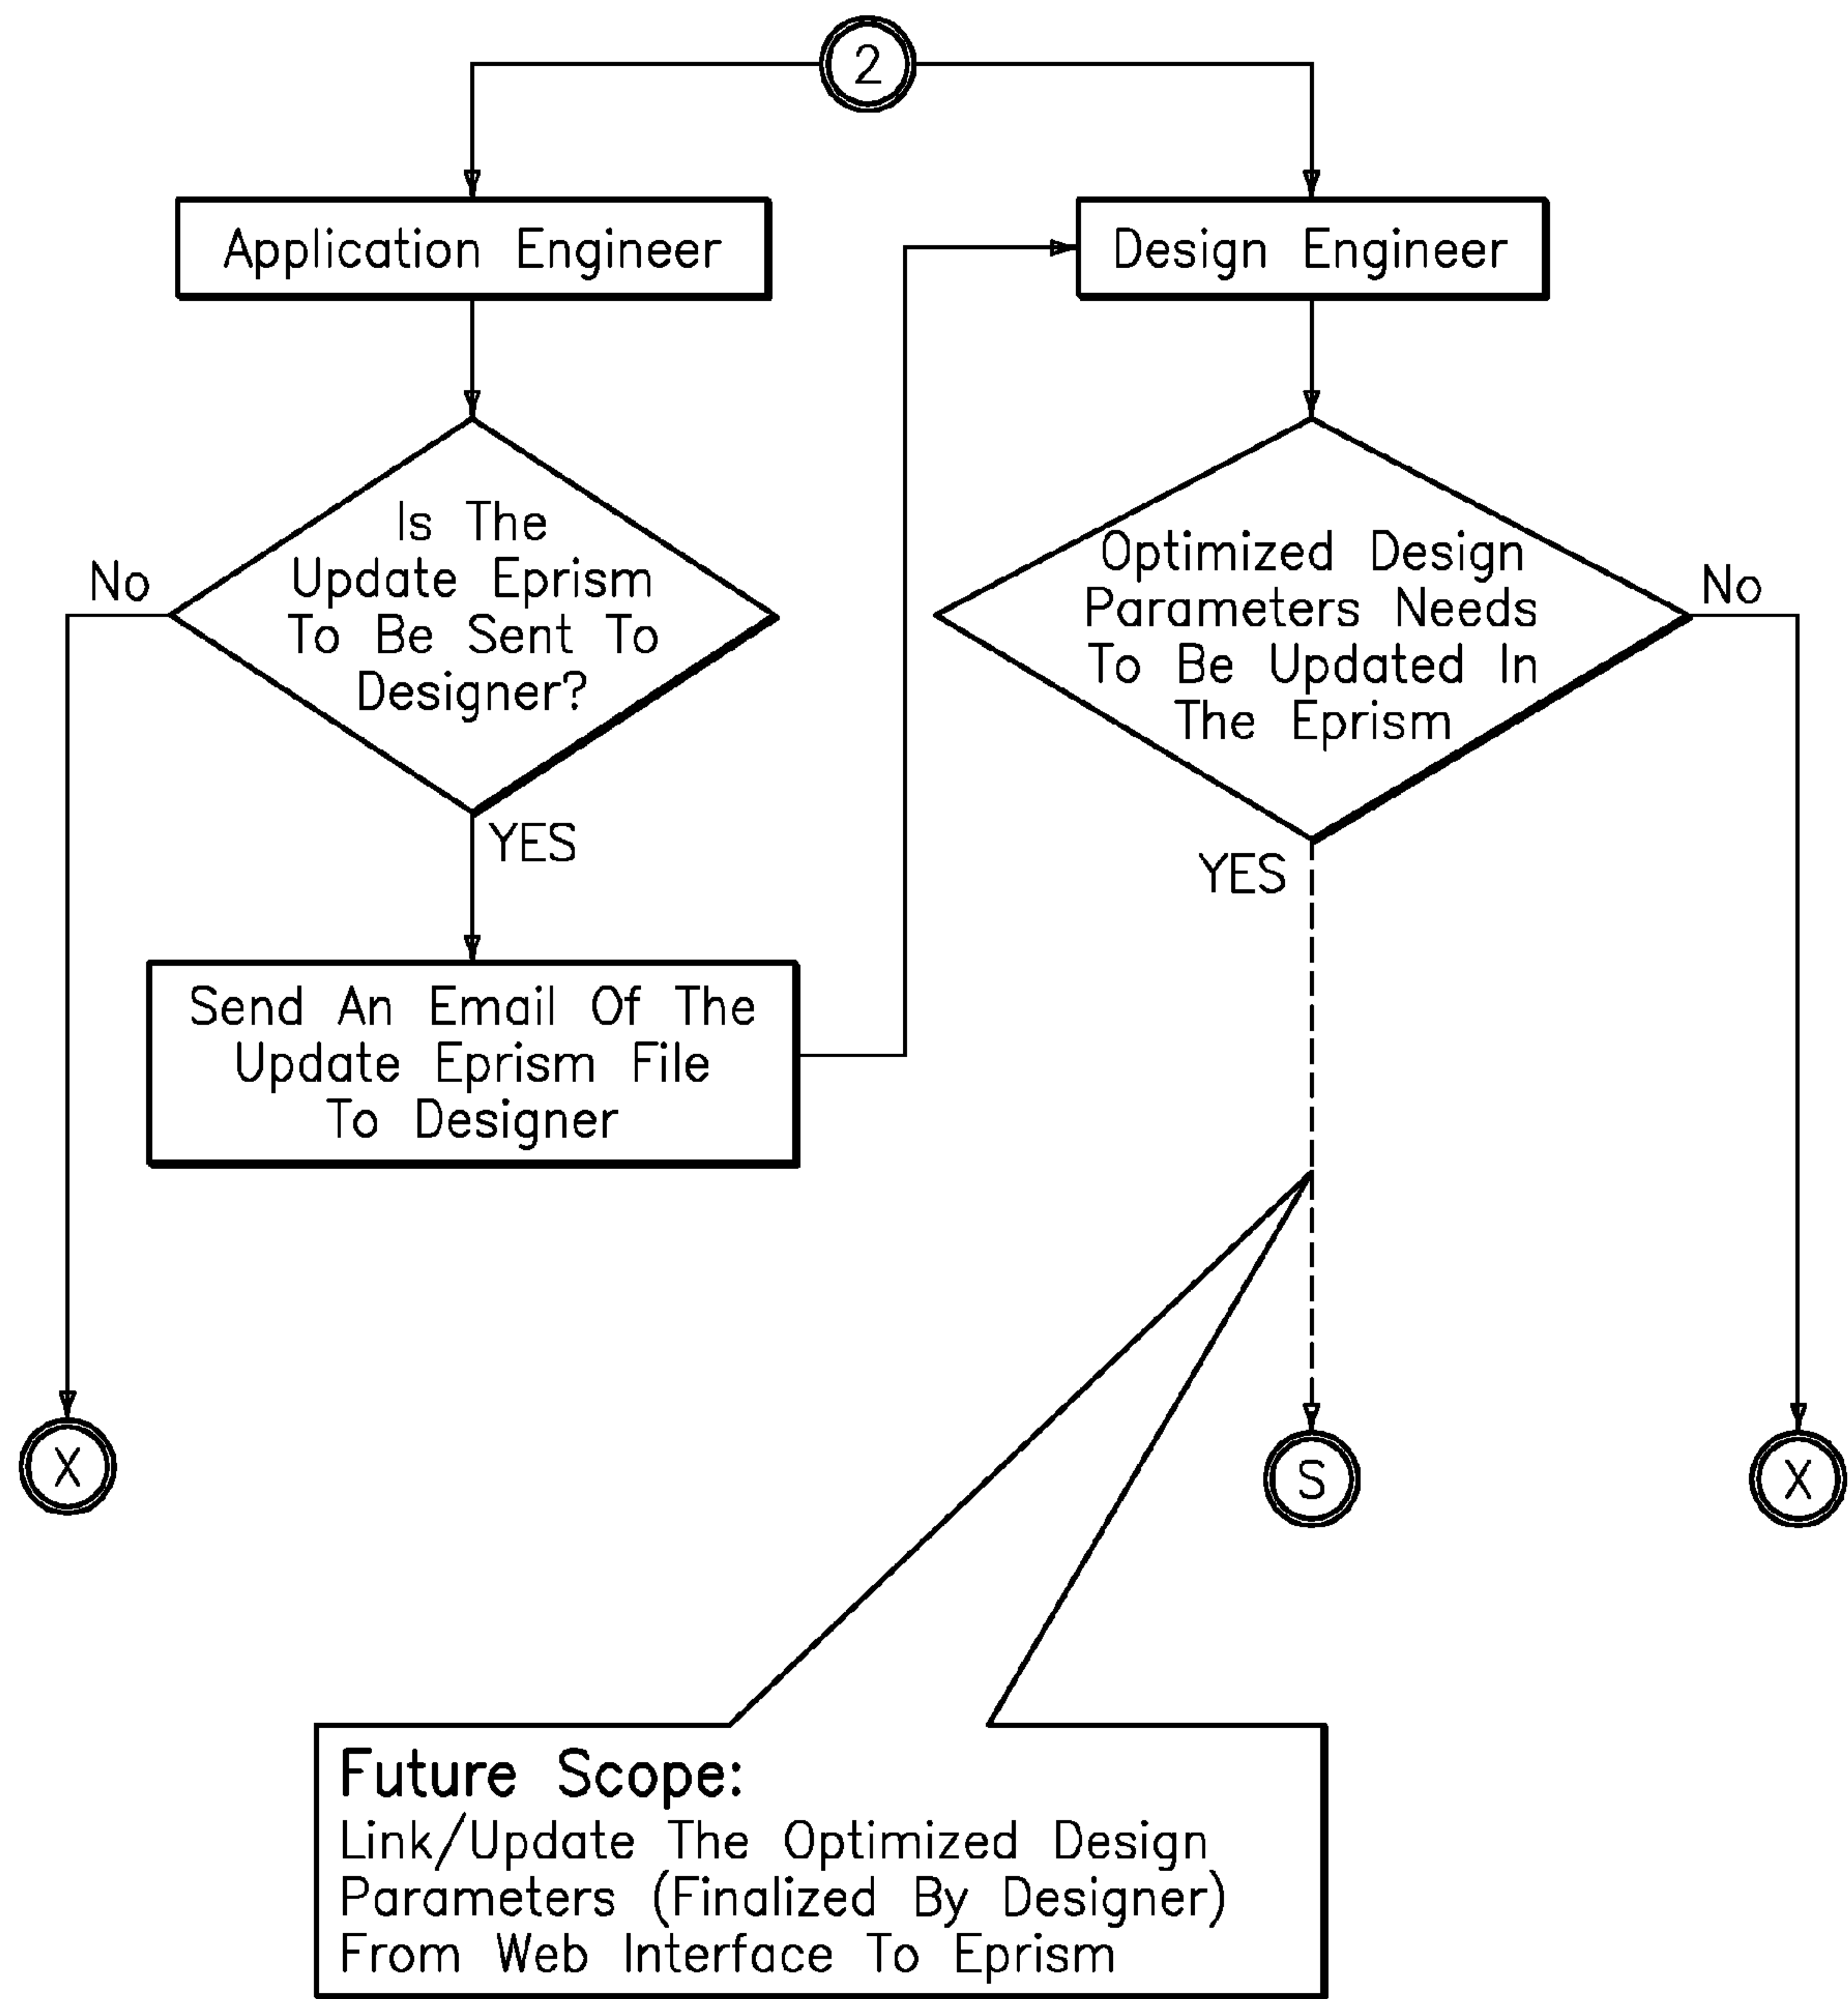 2
Application Engineer
Design Engineer
Is The
Update Eprism
To Be Sent To
Designer?
No
YES
Optimized Design
Parameters Needs
To Be Updated In
The Eprism
No
YES
Send An Email Of The
Update Eprism File
To Designer
X
S
X
Future Scope:
Link/Update The Optimized Design
Parameters (Finalized By Designer)
From Web Interface To Eprism